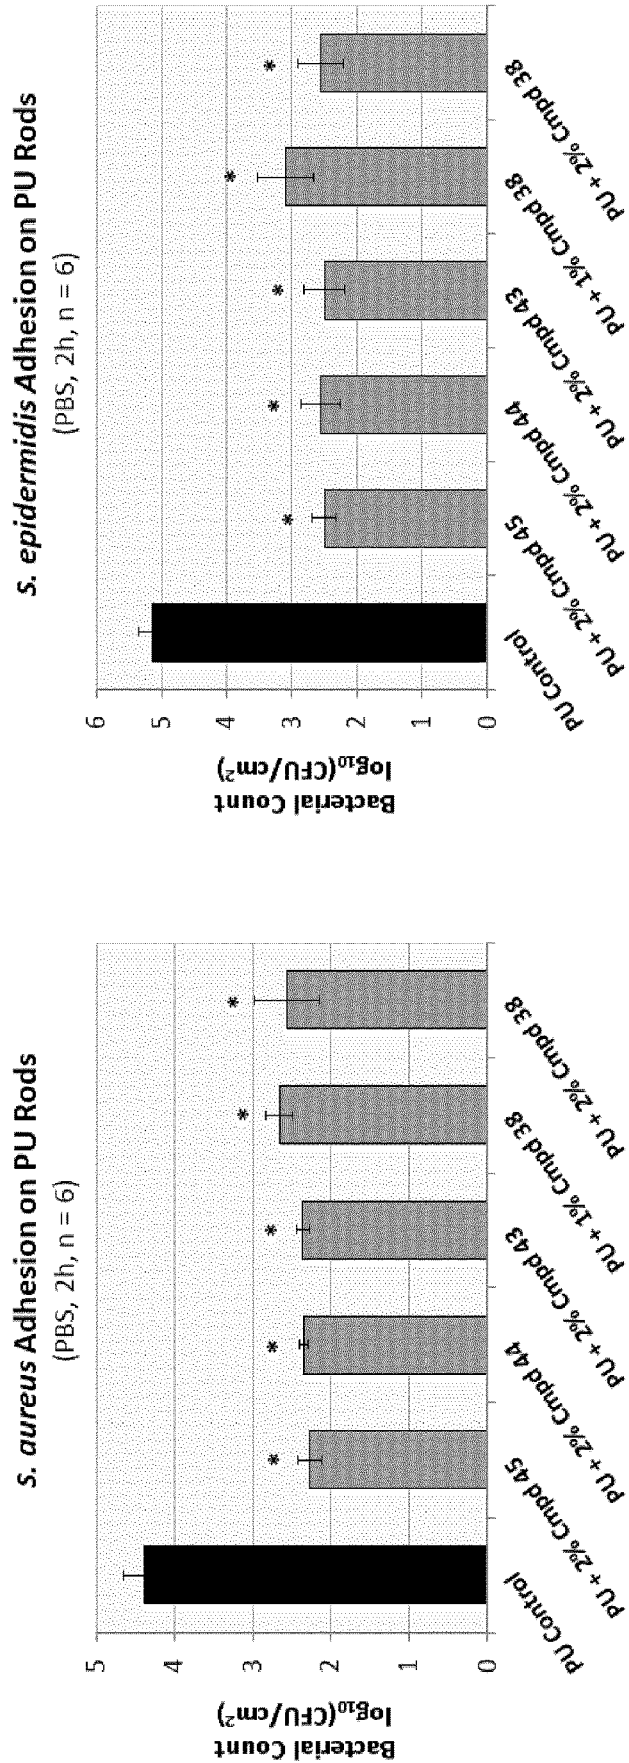 S. aureus Adhesion on PU Rods
(PBS, 2h, n = 6)
Bacterial Count
log10(CFU/cm²)
5
4
3
2
1
0
*
*
*
*
*
PU Control
PU + 2% Cmpd 45
PU + 2% Cmpd 44
PU + 2% Cmpd 43
PU + 1% Cmpd 38
PU + 2% Cmpd 38
S. epidermidis Adhesion on PU Rods
(PBS, 2h, n = 6)
Bacterial Count
log10(CFU/cm²)
6
5
4
3
2
1
0
*
*
*
*
*
PU Control
PU + 2% Cmpd 45
PU + 2% Cmpd 44
PU + 2% Cmpd 43
PU + 1% Cmpd 38
PU + 2% Cmpd 38